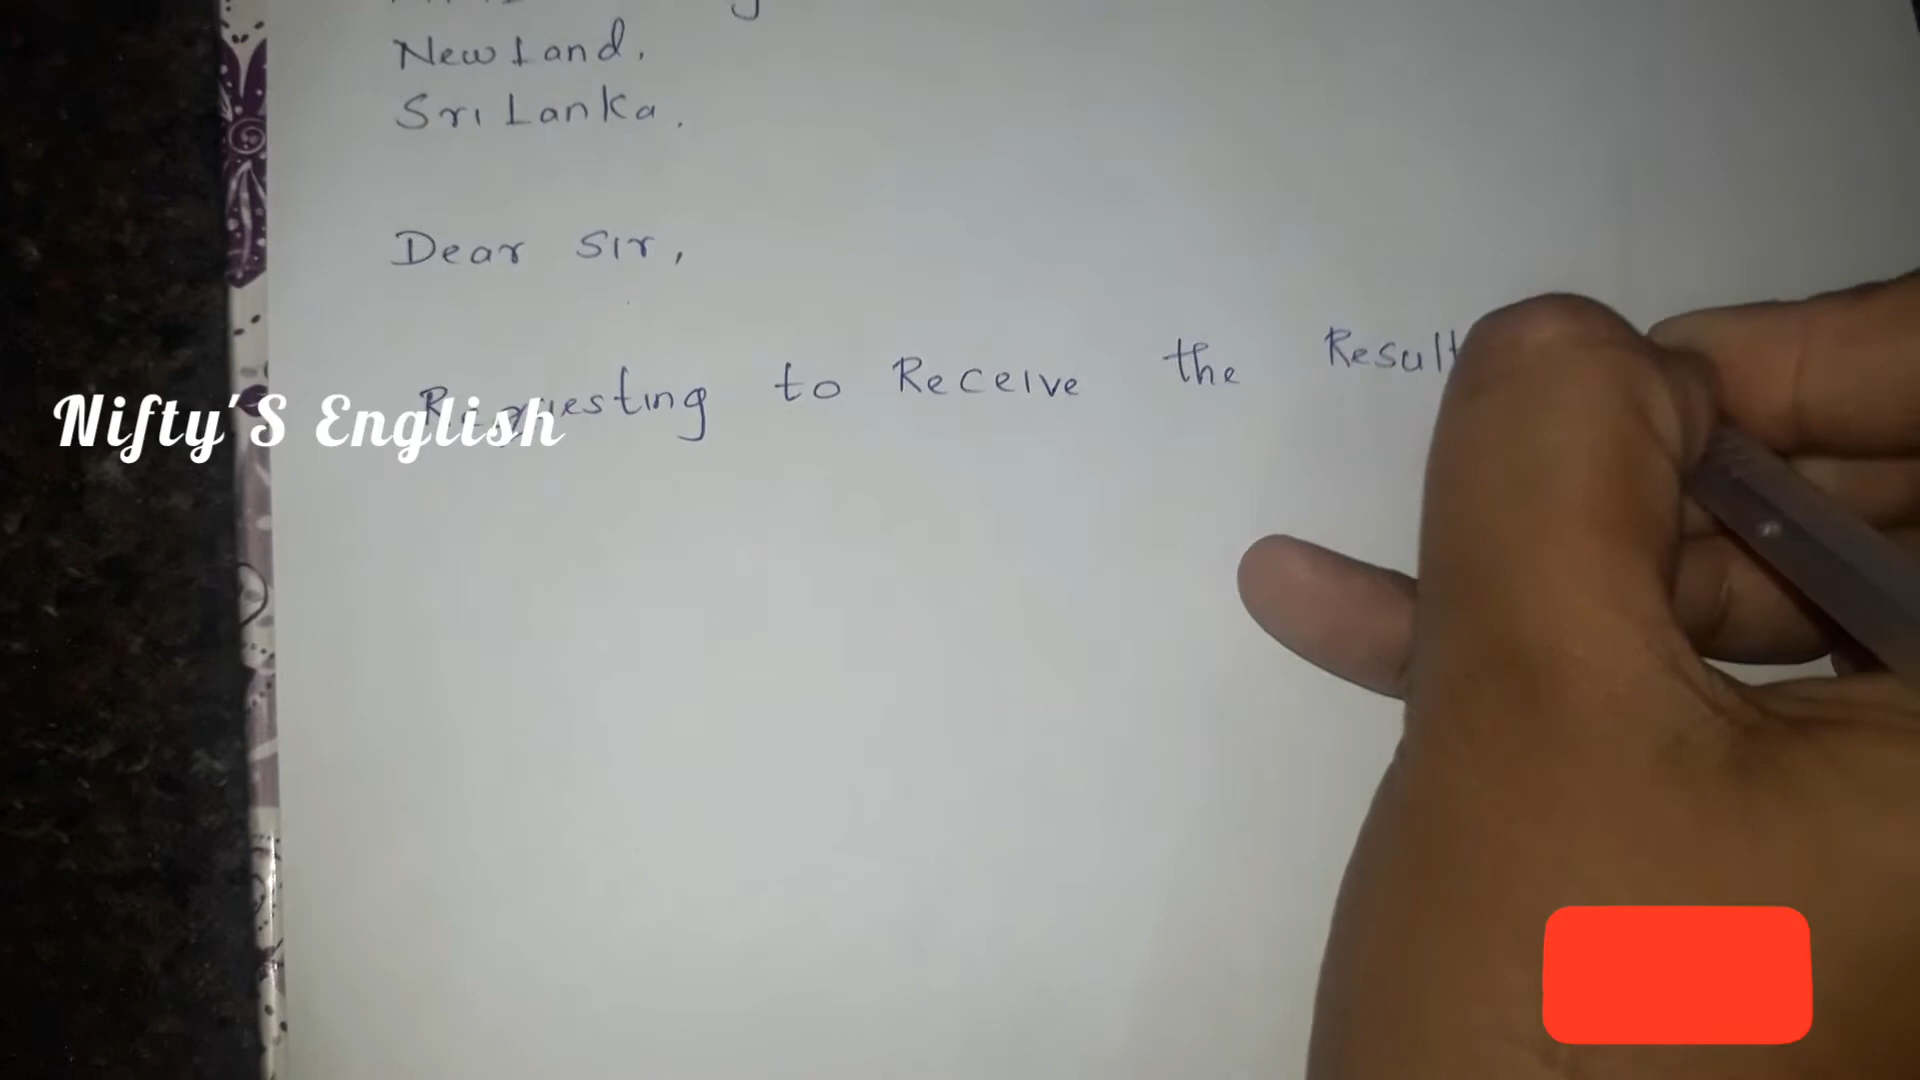 New Land.
Sri Lanka.
Dear Sir,
Requesting to Receive the Result
Nifty'S English